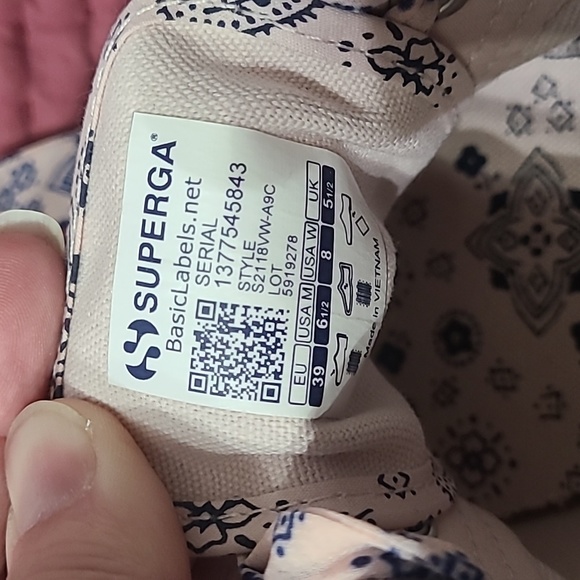 SUPERGA®
BasicLabels.net
SERIAL
1377545843
STYLE
S2118VW-A9C
LOT
5919278
EU USA M USA W UK
39 6 1/2 8 5 1/2
Made in VIETNAM